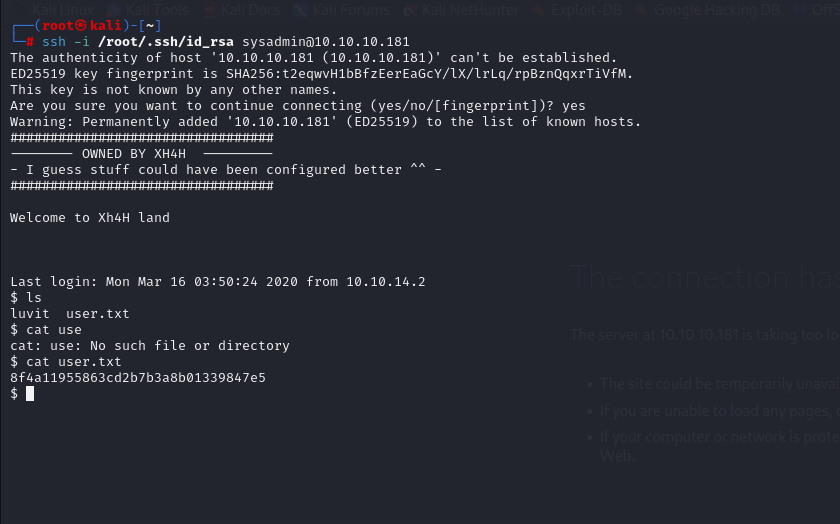 Kali Linux Kali Tools Kali Docs Kali Forums Kali NetHunter Exploit-DB Google Hacking DB OffS
┌──(root㉿kali)-[~]
└─# ssh -i /root/.ssh/id_rsa sysadmin@10.10.10.181
The authenticity of host '10.10.10.181 (10.10.10.181)' can't be established.
ED25519 key fingerprint is SHA256:t2eqwvH1bBfzEerEaGcY/lX/lrLq/rpBznQqxrTiVfM.
This key is not known by any other names.
Are you sure you want to continue connecting (yes/no/[fingerprint])? yes
Warning: Permanently added '10.10.10.181' (ED25519) to the list of known hosts.
#################################
-------- OWNED BY XH4H  ---------
- I guess stuff could have been configured better ^^ -
#################################
Welcome to Xh4H land
Last login: Mon Mar 16 03:50:24 2020 from 10.10.14.2
$ ls
luvit  user.txt
$ cat use
cat: use: No such file or directory
$ cat user.txt
8f4a11955863cd2b7b3a8b01339847e5
$
The connection has
The server at 10.10.10.181 is taking too lo
• The site could be temporarily unavai
• If you are unable to load any pages, c
• If your computer or network is prote
Web.